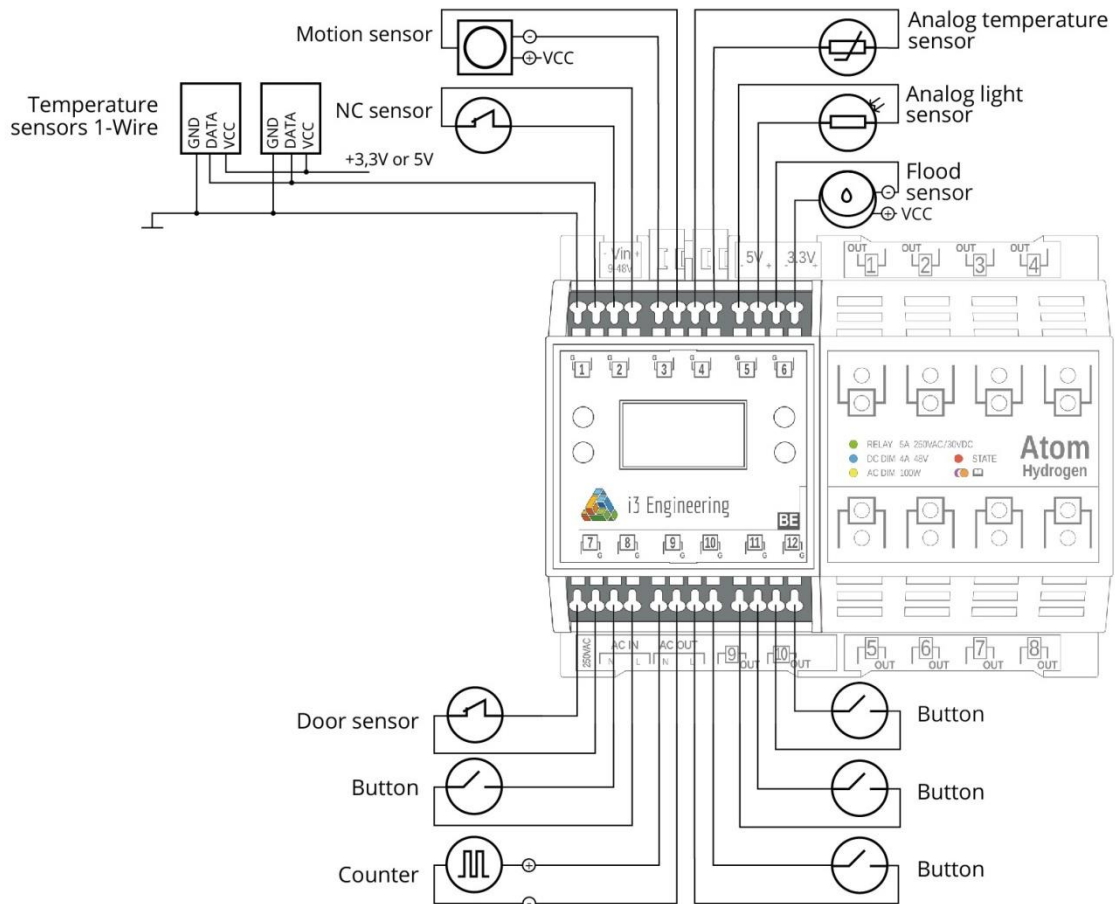 Motion sensor
-
+
VCC
Analog temperature
sensor
Temperature
sensors 1-Wire
GND
DATA
VCC
GND
DATA
VCC
NC sensor
+3,3V or 5V
Analog light
sensor
Flood
sensor
-
+
VCC
- Vin +
9-48V
5V
- +
3.3V
- +
OUT
1
OUT
2
OUT
3
OUT
4
G
1
G
2
G
3
G
4
G
5
G
6
RELAY 5A 250VAC/30VDC
DC DIM 4A 48V
STATE
AC DIM 100W
Atom
Hydrogen
i3 Engineering
BE
7
G
8
G
9
G
10
G
11
G
12
G
250VAC
AC IN
N L
AC OUT
N L
9
OUT
10
OUT
5
OUT
6
OUT
7
OUT
8
OUT
Door sensor
Button
Button
Button
Counter
+
-
Button